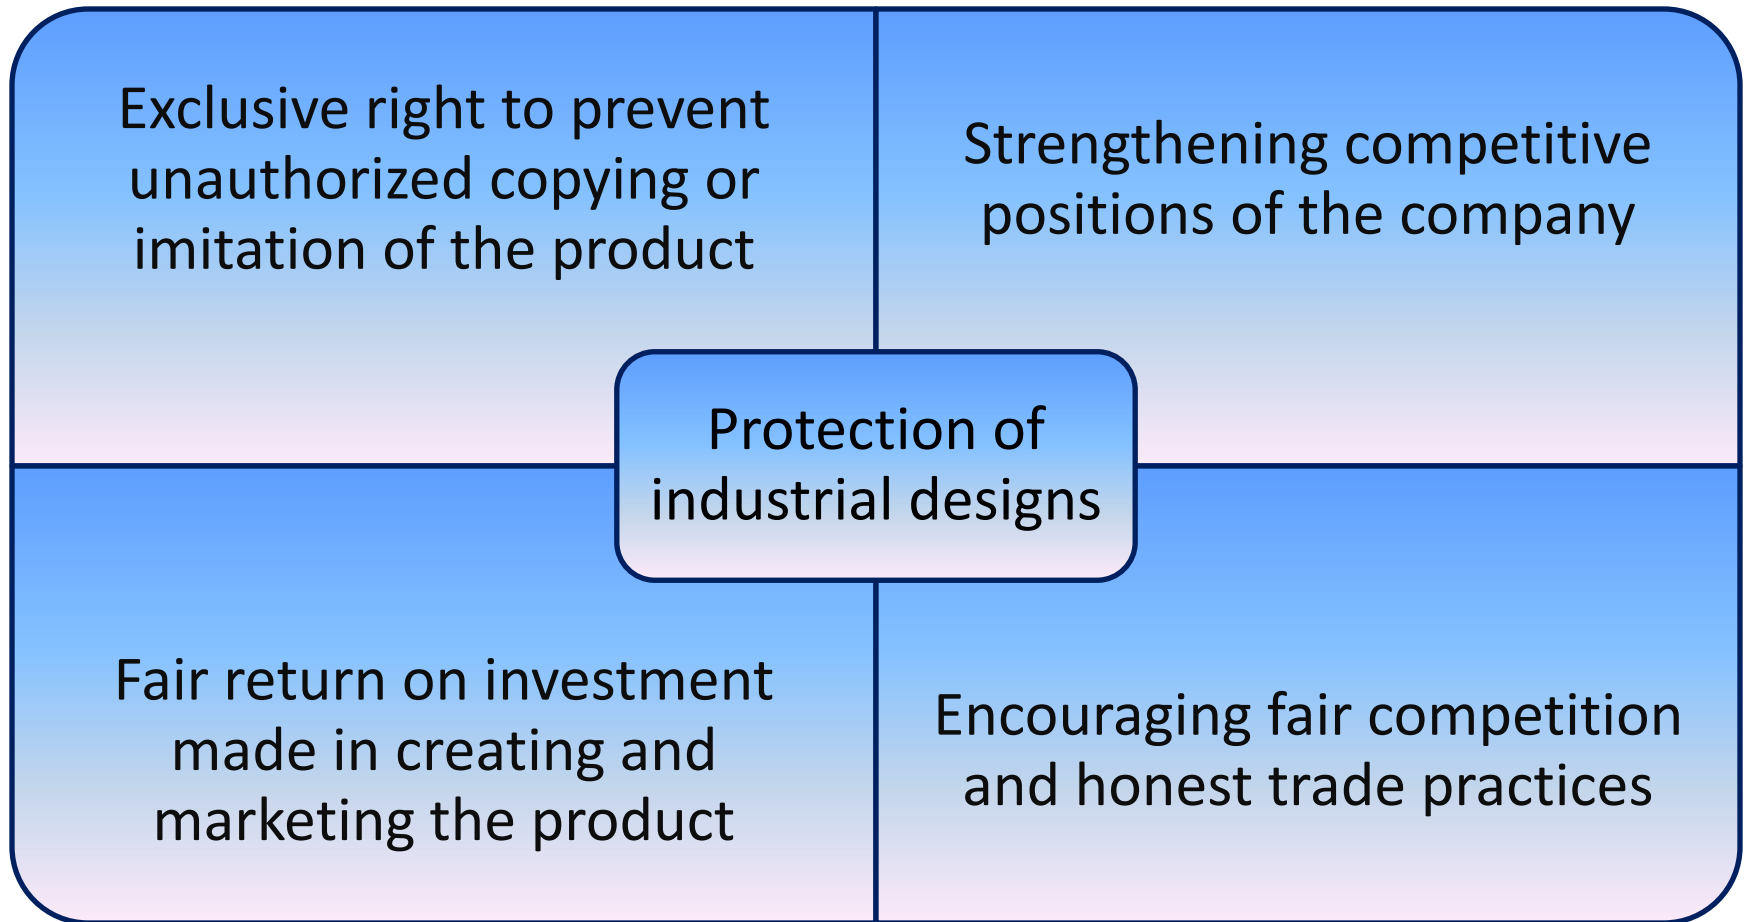 Exclusive right to prevent
unauthorized copying or
imitation of the product
Strengthening competitive
positions of the company
Protection of
industrial designs
Fair return on investment
made in creating and
marketing the product
Encouraging fair competition
and honest trade practices